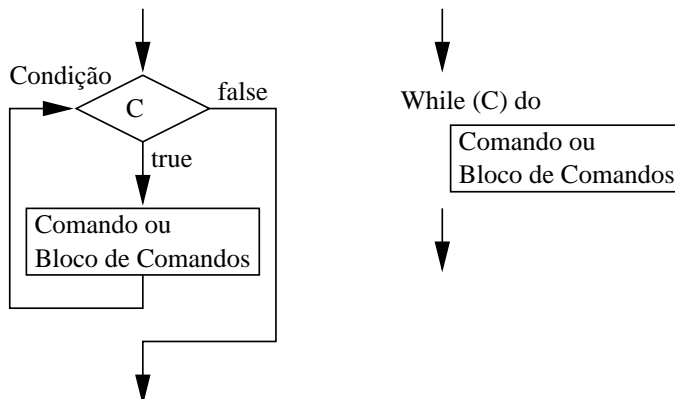 Condição
C
false
true
Comando ou
Bloco de Comandos
While (C) do
Comando ou
Bloco de Comandos